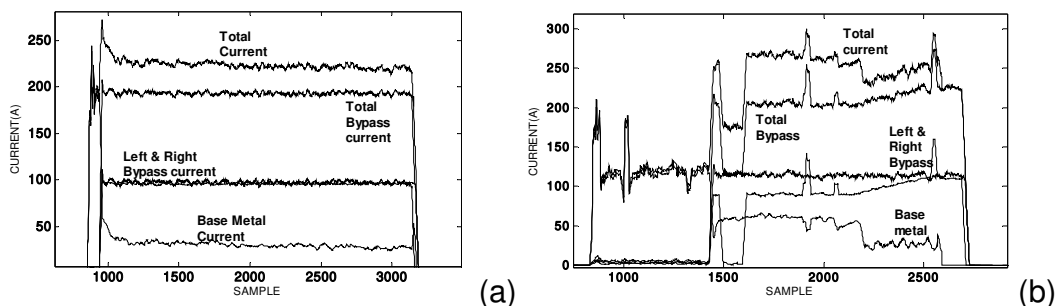 250
200
150
100
50
CURRENT(A)
Total
Current
Total
Bypass
current
Left & Right
Bypass current
Base Metal
Current
1000
1500
2000
2500
3000
SAMPLE
(a)
300
250
200
150
100
50
0
CURRENT(A)
Total
current
Total
Bypass
Left &
Right
Bypass
Base
metal
1000
1500
2000
2500
SAMPLE
(b)